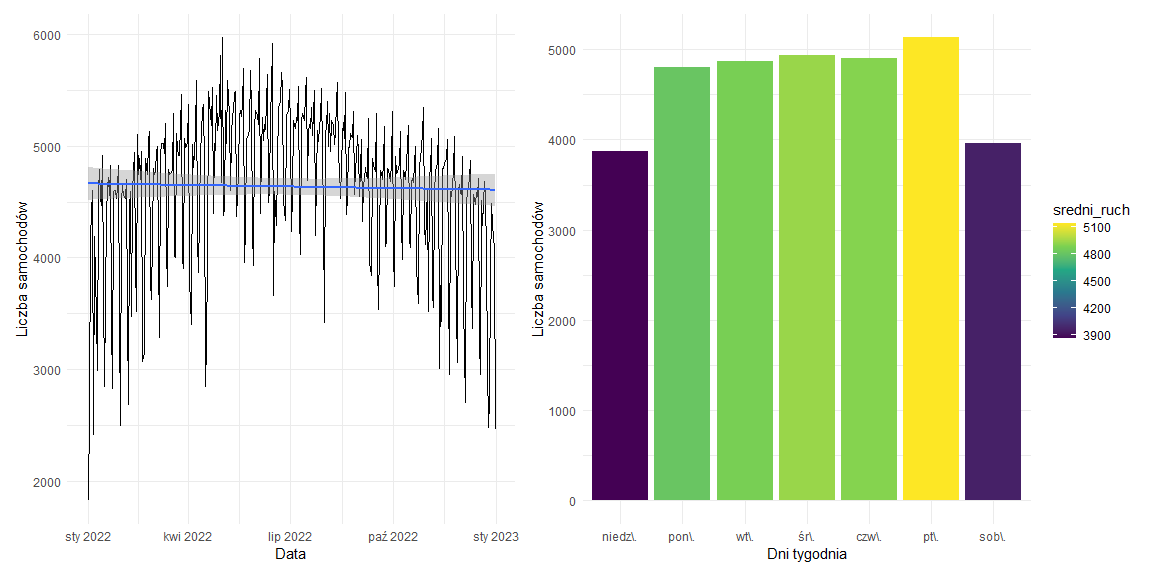 6000
5000
4000
3000
2000
Liczba samochodów
sty 2022
kwi 2022
lip 2022
paź 2022
sty 2023
Data
5000
4000
3000
2000
1000
0
Liczba samochodów
niedz\.
pon\.
wt\.
śr\.
czw\.
pt\.
sob\.
Dni tygodnia
sredni_ruch
5100
4800
4500
4200
3900